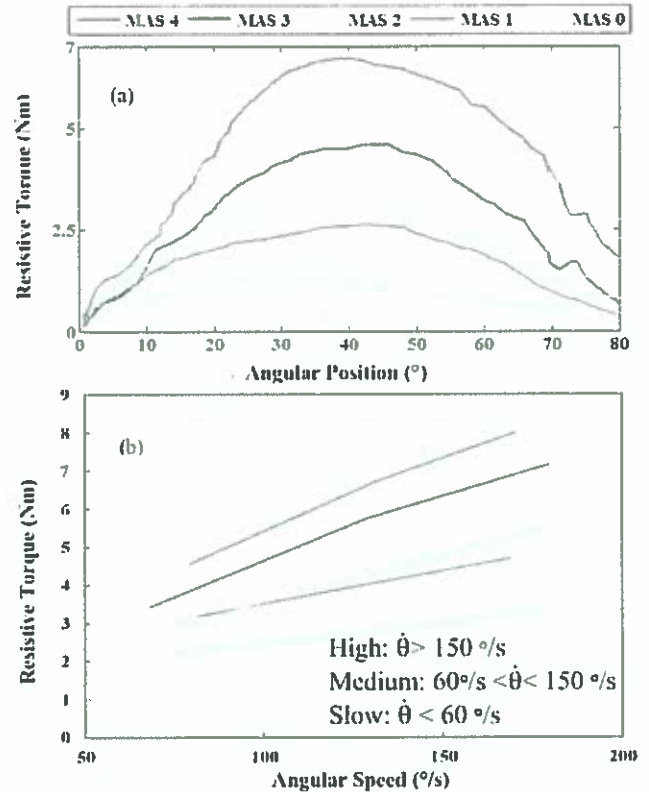 MAS 4 MAS 3 MAS 2 MAS 1 MAS 0
7
(a)
5
2.5
0
Resistive Torque (Nm)
0 10 20 30 40 50 60 70 80
Angular Position (°)
9
8
(b)
7
6
5
4
3
2
1
0
Resistive Torque (Nm)
High: θ̇> 150 °/s
Medium: 60°/s <θ̇< 150 °/s
Slow: θ̇ < 60 °/s
50 100 150 200
Angular Speed (°/s)